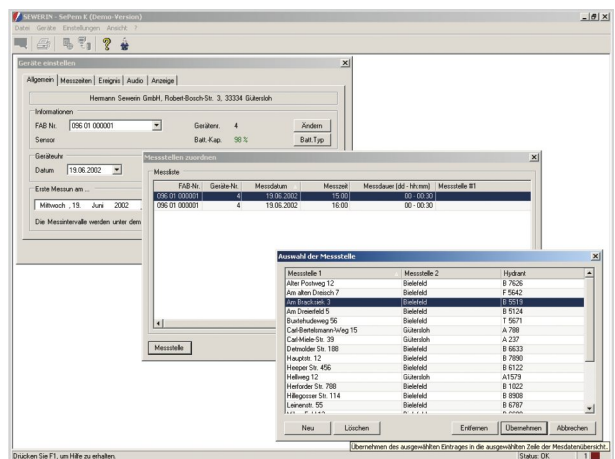 SEWERIN - SePem K (Demo-Version)
Datei Geräte Einstellungen Ansicht ?
Geräte einstellen
Allgemein Messzeiten Ereignis Audio Anzeige
Hermann Sewerin GmbH, Robert-Bosch-Str. 3, 33334 Gütersloh
Informationen
FAB Nr. 096 01 000001 Gerätenr. 4 Ändern
Sensor Batt.-Kap. 98 % Batt.Typ
Geräteuhr
Datum 19.06.2002
Erste Messun am ...
Mittwoch , 19. Juni 2002
Die Messintervalle werden unter dem
Messstellen zuordnen
Messliste
FAB-Nr. Geräte-Nr. Messdatum Messzeit Messdauer (dd - hh:mm) Messstelle #1
096 01 000001 4 19.06.2002 15:00 00 - 00:30
096 01 000001 4 19.06.2002 16:00 00 - 00:30
Messstelle
Auswahl der Messstelle
Messstelle 1 Messstelle 2 Hydrant
Alter Postweg 12 Bielefeld B 7626
Am alten Dreisch 7 Bielefeld F 5642
Am Bracksiek 3 Bielefeld B 5519
Am Dreierfeld 5 Bielefeld B 5124
Buxtehudeweg 56 Bielefeld T 5671
Carl-Bertelsmann-Weg 15 Gütersloh A 788
Carl-Miele-Str. 39 Gütersloh A 237
Detmolder Str. 188 Bielefeld B 6633
Hauptstr. 12 Bielefeld B 7890
Heeper Str. 456 Bielefeld B 6122
Hellweg 12 Gütersloh A1579
Herforder Str. 788 Bielefeld B 1022
Hillegosser Str. 114 Bielefeld B 8908
Leinenstr. 55 Bielefeld B 6787
Neu Löschen Entfernen Übernehmen Abbrechen
Übernehmen des ausgewählten Eintrages in die ausgewählten Zeile der Messdatenübersicht.
Drücken Sie F1, um Hilfe zu erhalten. Status: OK 1